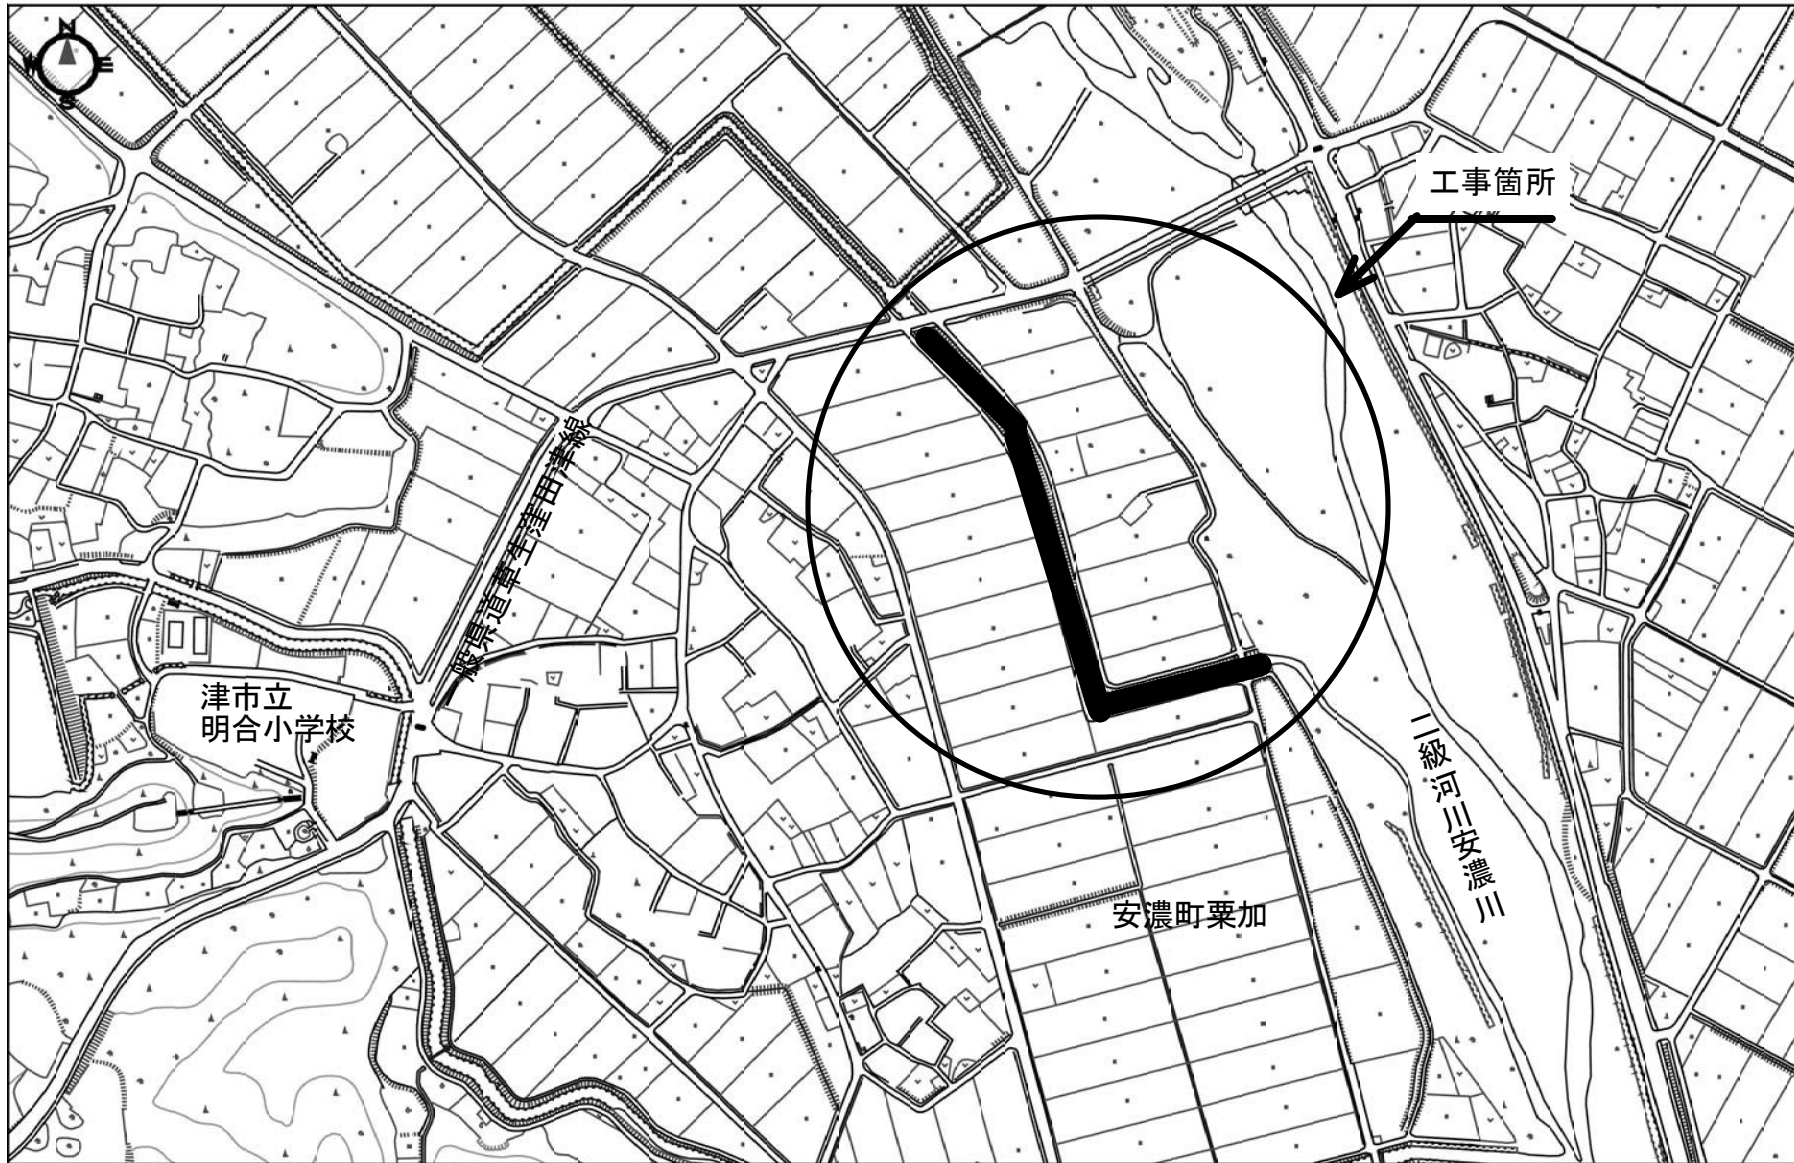 N
W E
S
工事箇所
一般県道草生窪田津線
津市立
明合小学校
二級河川安濃川
安濃町粟加